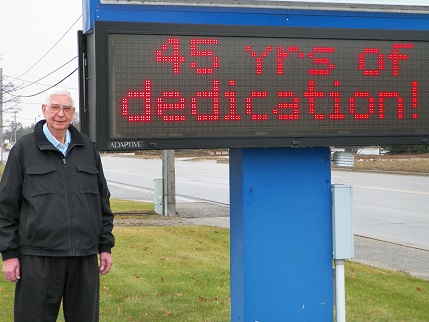 45 yrs of
dedication!
ADAPTIVE